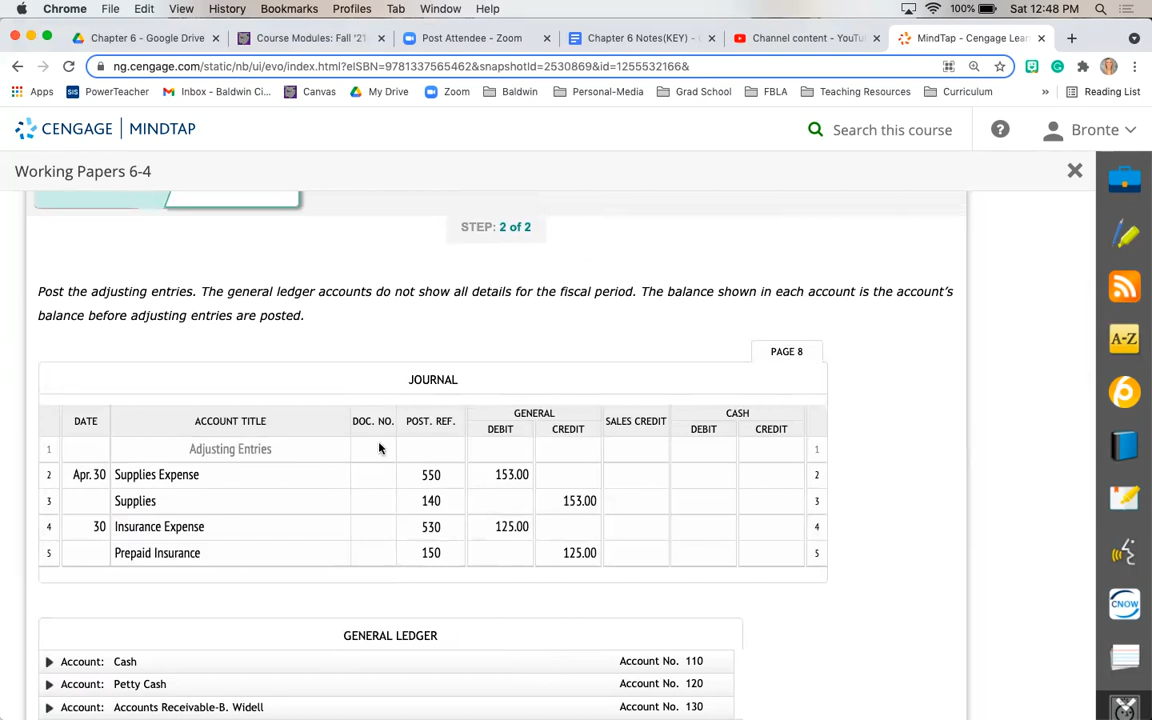 Chrome File Edit View History Bookmarks Profiles Tab Window Help 100% Sat 12:48 PM
Chapter 6 - Google Drive × Course Modules: Fall '21 × Post Attendee - Zoom × Chapter 6 Notes(KEY) - G × Channel content - YouTu × MindTap - Cengage Lear × +
ng.cengage.com/static/nb/ui/evo/index.html?eISBN=9781337565462&snapshotId=2530869&id=1255532166&
Apps SIS PowerTeacher Inbox - Baldwin Ci... Canvas My Drive Zoom Baldwin Personal-Media Grad School FBLA Teaching Resources Curriculum » Reading List
CENGAGE | MINDTAP Search this course ? Bronte
Working Papers 6-4
STEP: 2 of 2
Post the adjusting entries. The general ledger accounts do not show all details for the fiscal period. The balance shown in each account is the account's
balance before adjusting entries are posted.
PAGE 8
JOURNAL
GENERAL CASH
DATE ACCOUNT TITLE DOC. NO. POST. REF. DEBIT CREDIT SALES CREDIT DEBIT CREDIT
1 Adjusting Entries 1
2 Apr. 30 Supplies Expense 550 153.00 2
3 Supplies 140 153.00 3
4 30 Insurance Expense 530 125.00 4
5 Prepaid Insurance 150 125.00 5
GENERAL LEDGER
Account: Cash Account No. 110
Account: Petty Cash Account No. 120
Account: Accounts Receivable-B. Widell Account No. 130
A-Z
CNOW